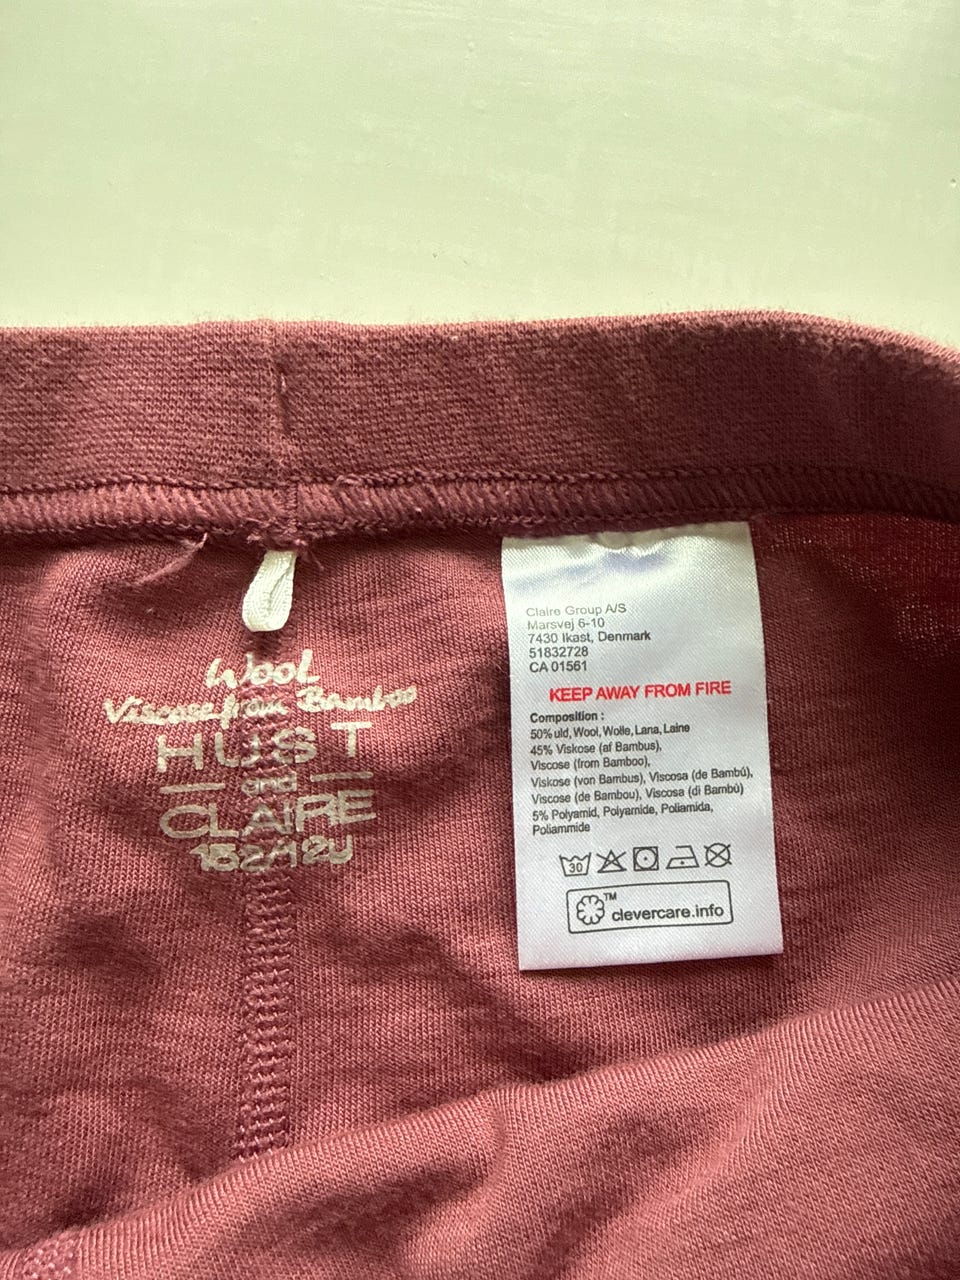 Wool
Viscose from Bamboo
HUST
and
CLAIRE
152/12y
Claire Group A/S
Marsvej 6-10
7430 Ikast, Denmark
51832728
CA 01561
KEEP AWAY FROM FIRE
Composition :
50% uld, Wool, Wolle, Lana, Laine
45% Viskose (af Bambus),
Viscose (from Bamboo),
Viskose (von Bambus), Viscosa (de Bambú),
Viscose (de Bambou), Viscosa (di Bambù)
5% Polyamid, Polyamide, Poliamida,
Poliammide
30
TM
clevercare.info